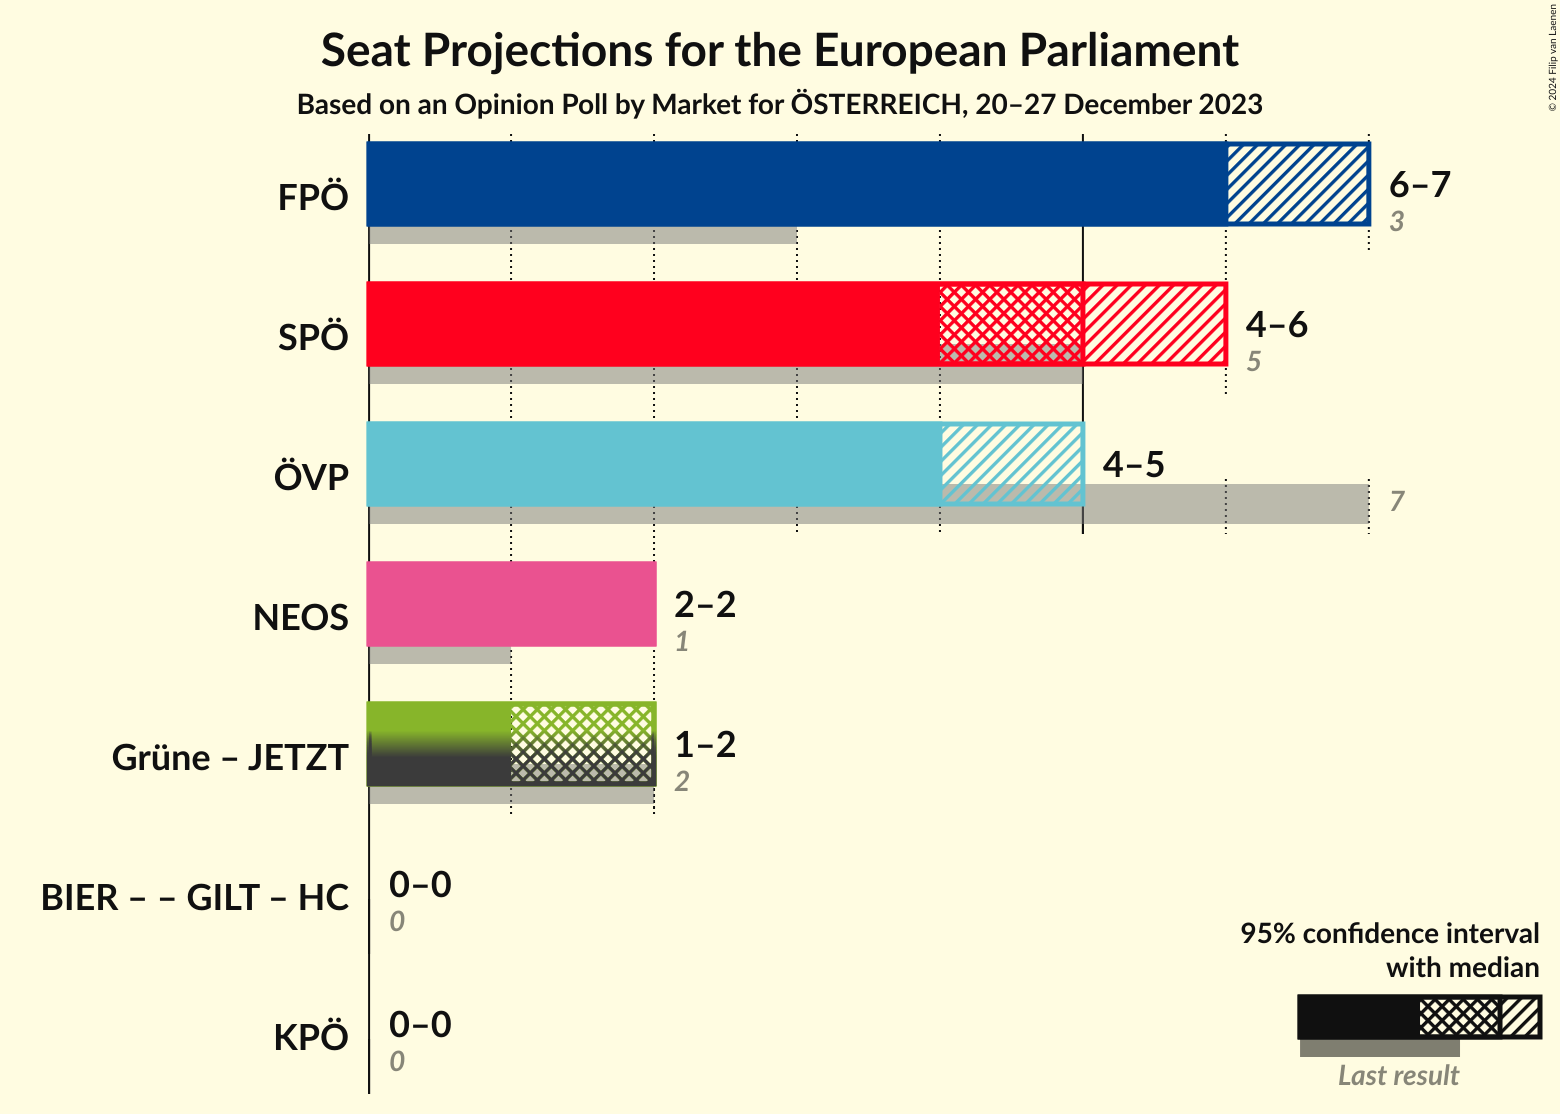 Seat Projections for the European Parliament
Based on an Opinion Poll by Market for ÖSTERREICH, 20–27 December 2023
© 2024 Filip van Laenen
FPÖ
6–7
3
SPÖ
4–6
5
ÖVP
4–5
7
NEOS
2–2
1
Grüne – JETZT
1–2
2
BIER – – GILT – HC
0–0
0
KPÖ
0–0
0
95% confidence interval
with median
Last result